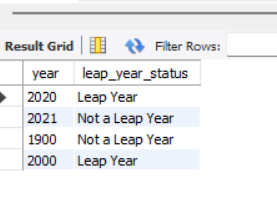 Result Grid Filter Rows:
year leap_year_status
2020 Leap Year
2021 Not a Leap Year
1900 Not a Leap Year
2000 Leap Year